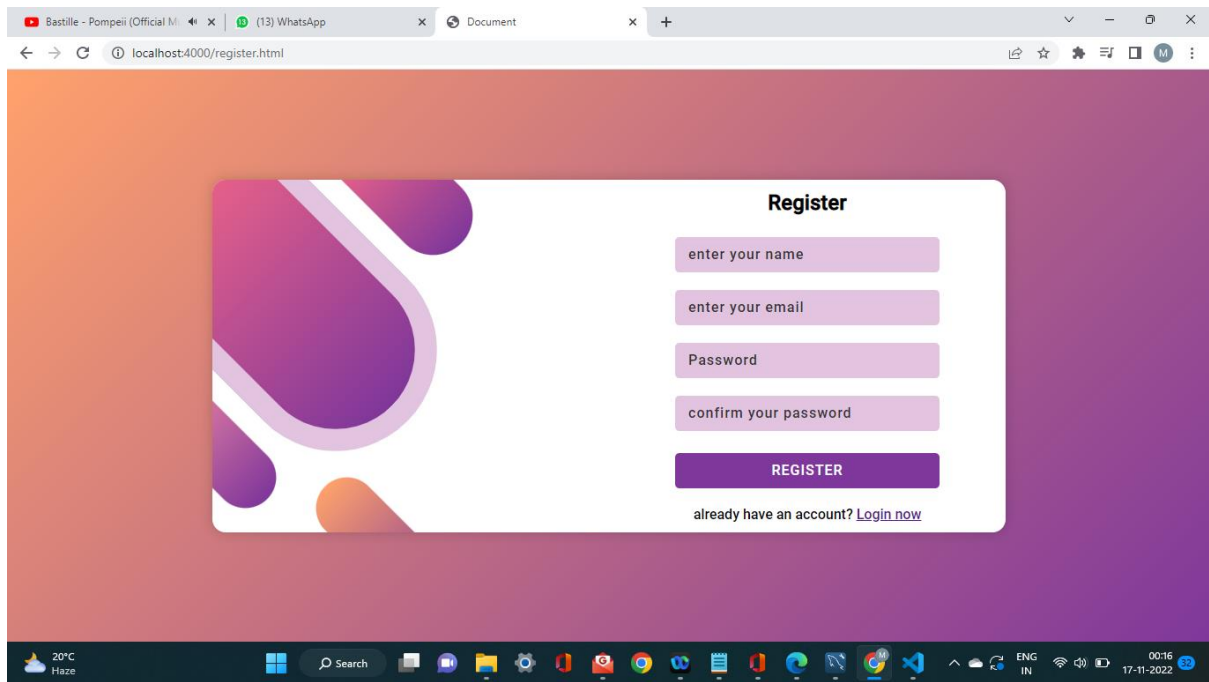 Bastille - Pompeii (Official M
(13) WhatsApp
Document
localhost:4000/register.html
M
Register
enter your name
enter your email
Password
confirm your password
REGISTER
already have an account? Login now
20°C
Haze
Search
ENG
IN
00:16
17-11-2022
32